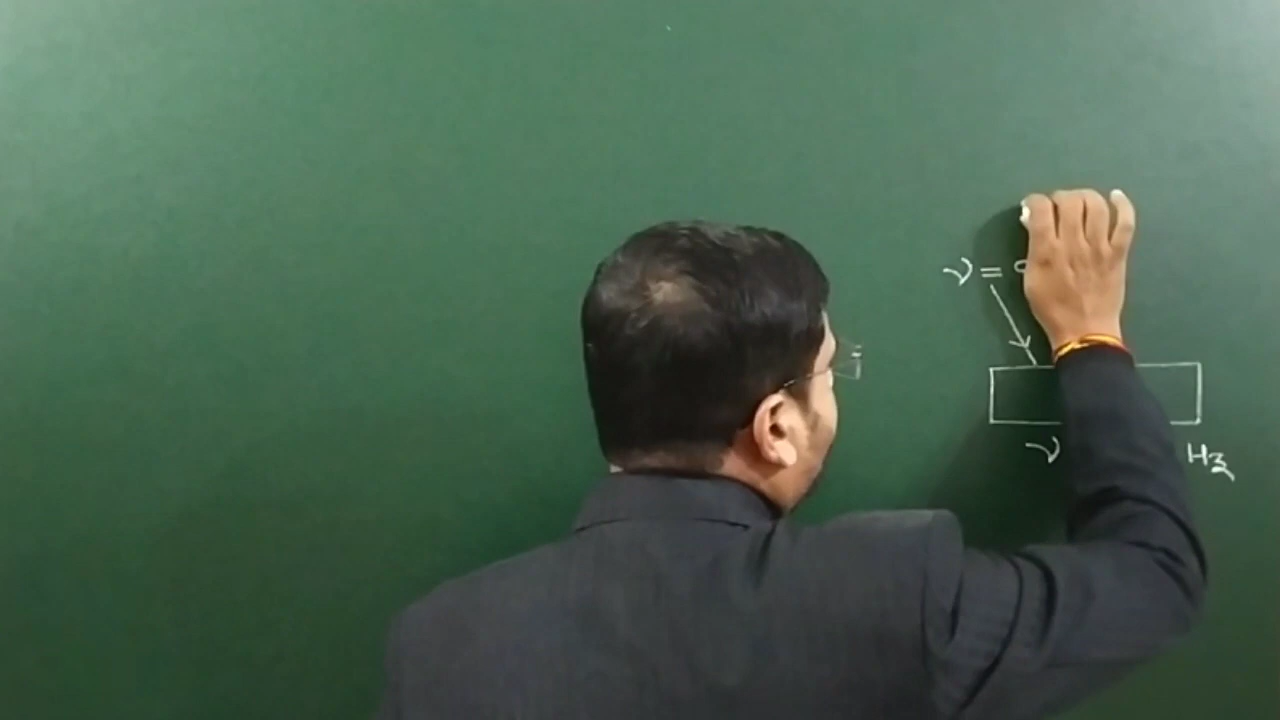 ν =
ν Hz